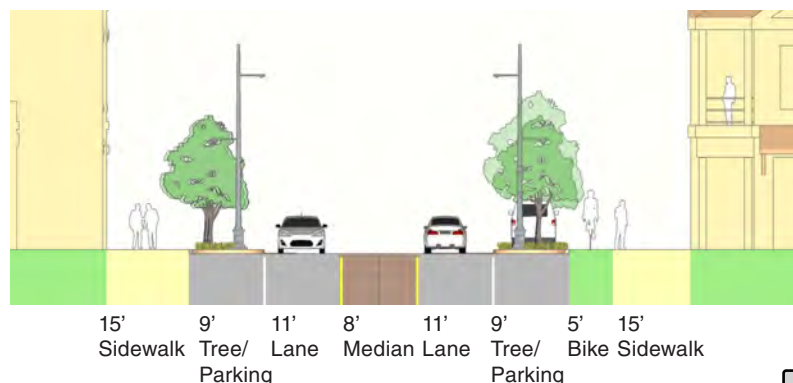 15’ 9’ 11’ 8’ 11’ 9’ 5’ 15’
Sidewalk Tree/ Lane Median Lane Tree/ Bike Sidewalk
Parking Parking